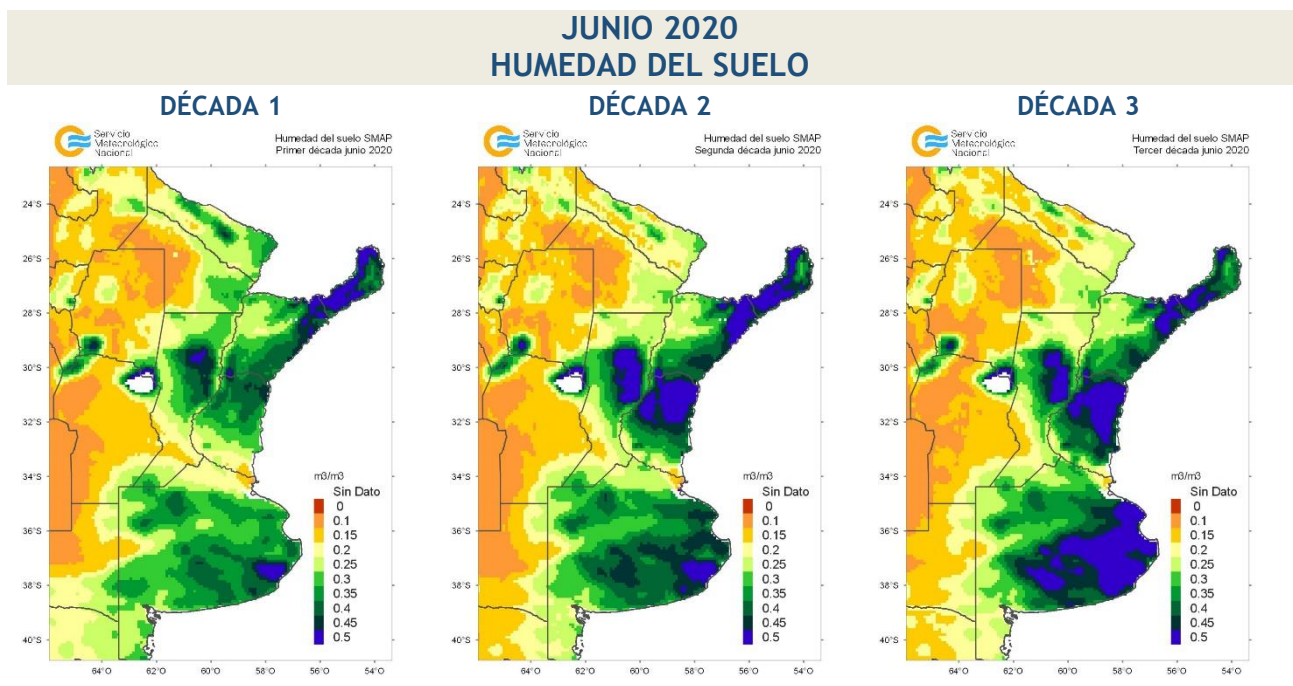 JUNIO 2020
HUMEDAD DEL SUELO
DÉCADA 1
Servicio
Meteorológico
Nacional
Humedad del suelo SMAP
Primer década junio 2020
24°S
26°S
28°S
30°S
32°S
34°S
36°S
38°S
40°S
64°O 62°O 60°O 58°O 56°O 54°O
m3/m3
Sin Dato
0
0.1
0.15
0.2
0.25
0.3
0.35
0.4
0.45
0.5
DÉCADA 2
Servicio
Meteorológico
Nacional
Humedad del suelo SMAP
Segunda década junio 2020
24°S
26°S
28°S
30°S
32°S
34°S
36°S
38°S
40°S
64°O 62°O 60°O 58°O 56°O 54°O
m3/m3
Sin Dato
0
0.1
0.15
0.2
0.25
0.3
0.35
0.4
0.45
0.5
DÉCADA 3
Servicio
Meteorológico
Nacional
Humedad del suelo SMAP
Tercer década junio 2020
24°S
26°S
28°S
30°S
32°S
34°S
36°S
38°S
40°S
64°O 62°O 60°O 58°O 56°O 54°O
m3/m3
Sin Dato
0
0.1
0.15
0.2
0.25
0.3
0.35
0.4
0.45
0.5